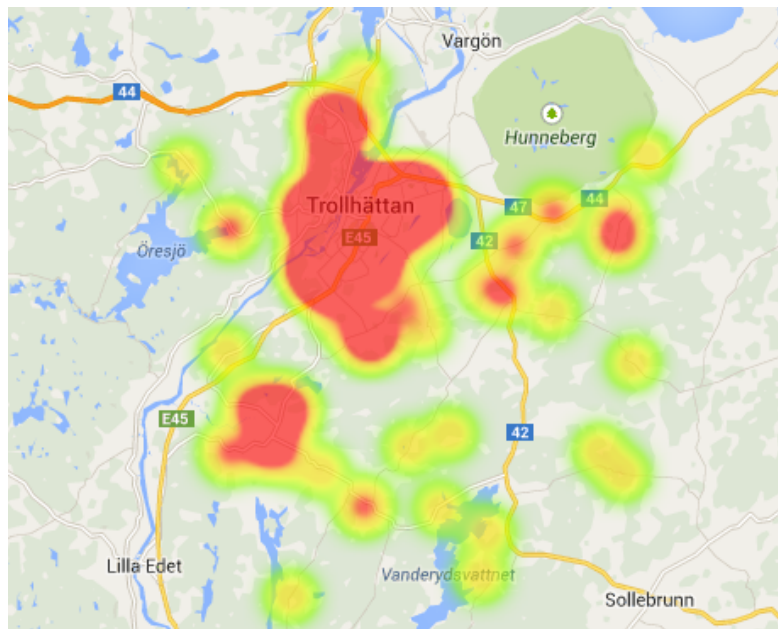 Vargön
44
Hunneberg
Trollhättan
47
44
E45
42
Öresjö
E45
42
Lilla Edet
Vanderydsvattnet
Sollebrunn